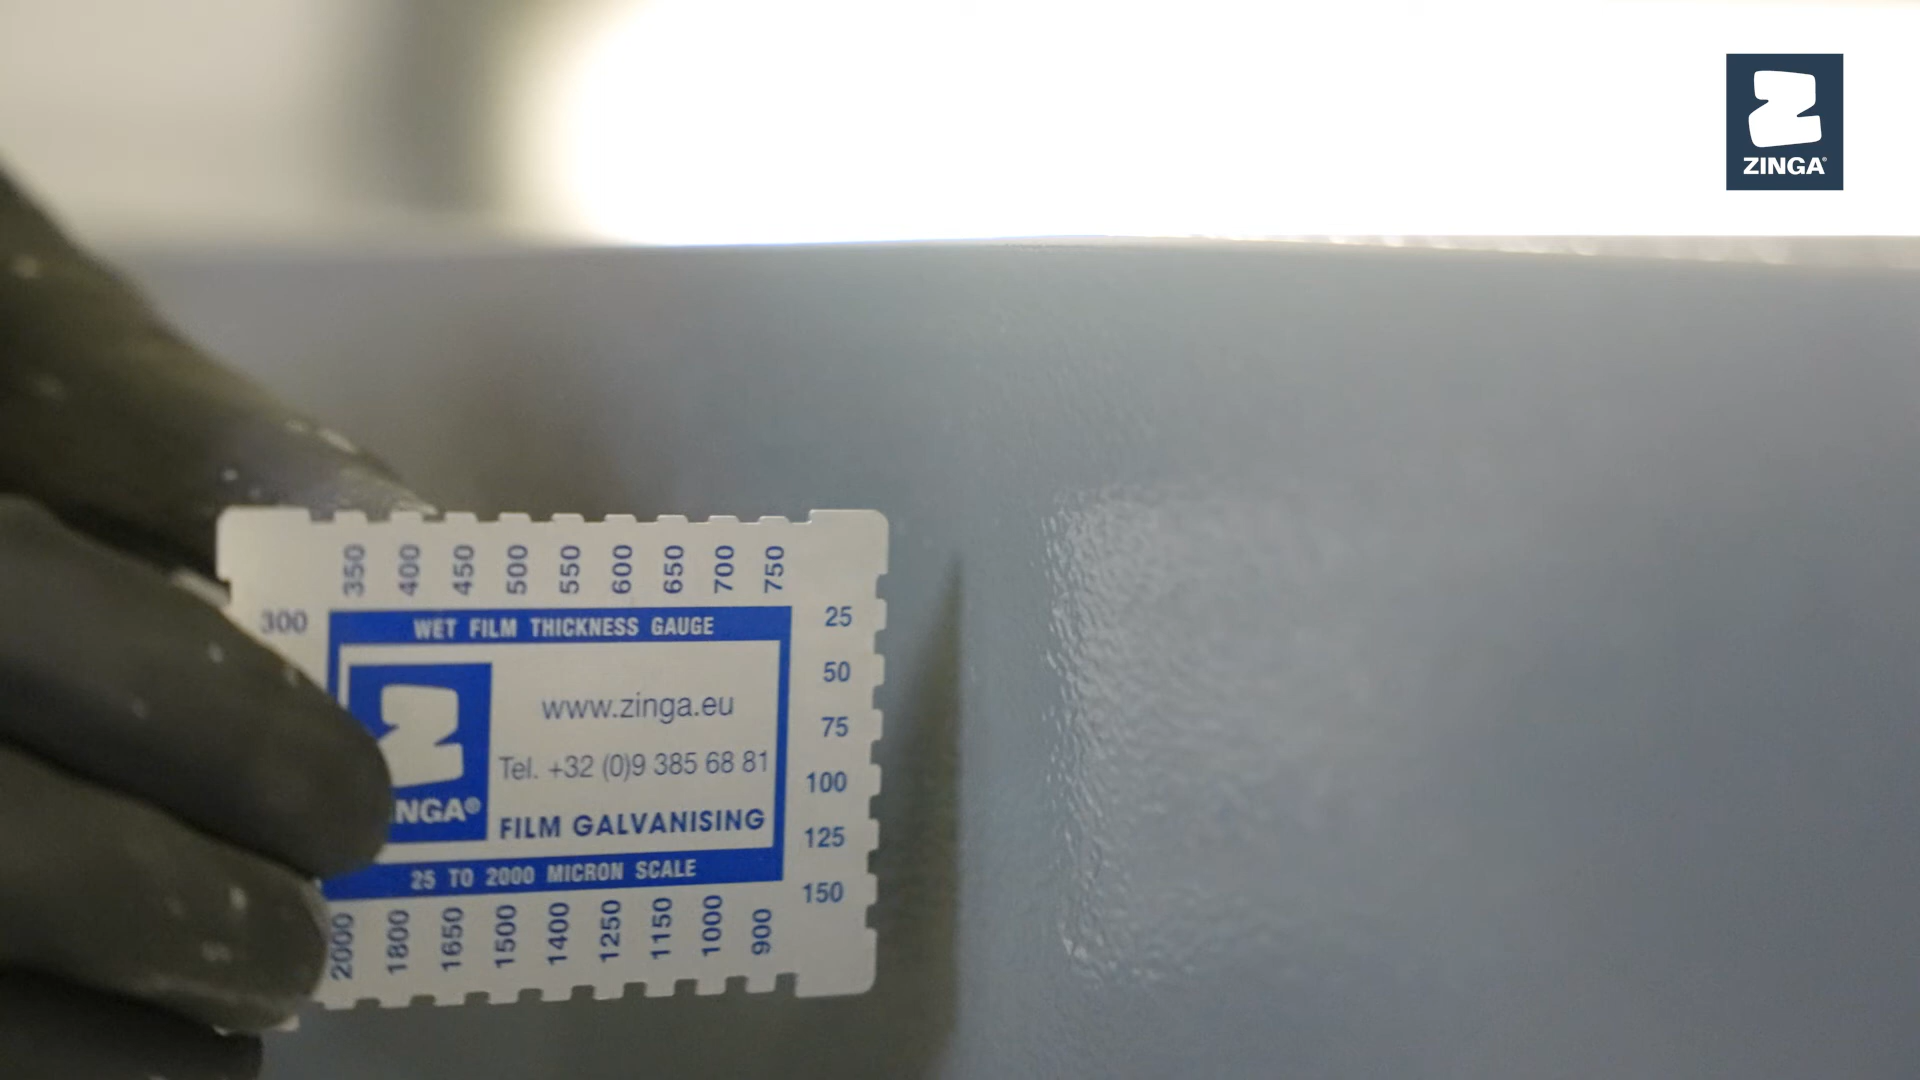 ZINGA®
350 400 450 500 550 600 650 700 750
300
25
50
75
100
125
150
WET FILM THICKNESS GAUGE
www.zinga.eu
Tel. +32 (0)9 385 68 81
NGA®
FILM GALVANISING
25 TO 2000 MICRON SCALE
2000 1800 1650 1500 1400 1250 1150 1000 900